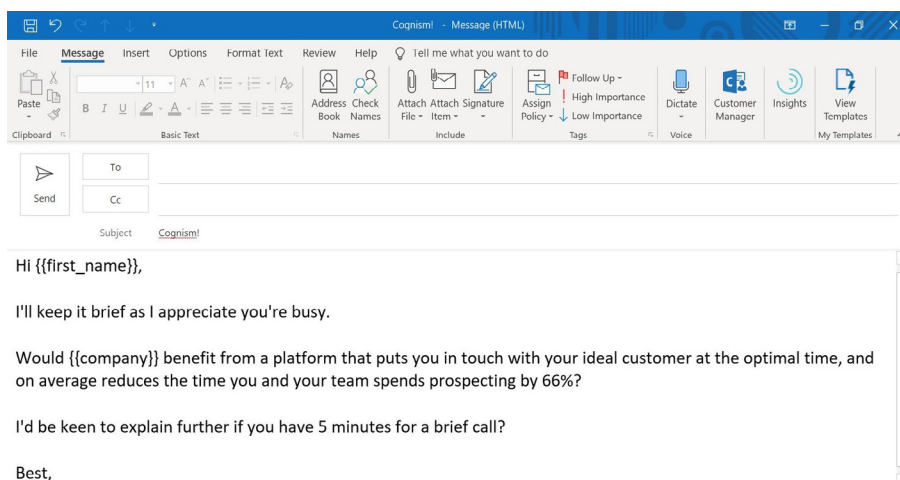 Cognism! - Message (HTML)
File Message Insert Options Format Text Review Help Tell me what you want to do
Paste
11
B I U A
Address Book
Check Names
Attach File
Attach Item
Signature
Assign Policy
Follow Up
High Importance
Low Importance
Dictate
Customer Manager
Insights
View Templates
Clipboard Basic Text Names Include Tags Voice My Templates
Send
To
Cc
Subject Cognism!
Hi {{first_name}},
I'll keep it brief as I appreciate you're busy.
Would {{company}} benefit from a platform that puts you in touch with your ideal customer at the optimal time, and
on average reduces the time you and your team spends prospecting by 66%?
I'd be keen to explain further if you have 5 minutes for a brief call?
Best,